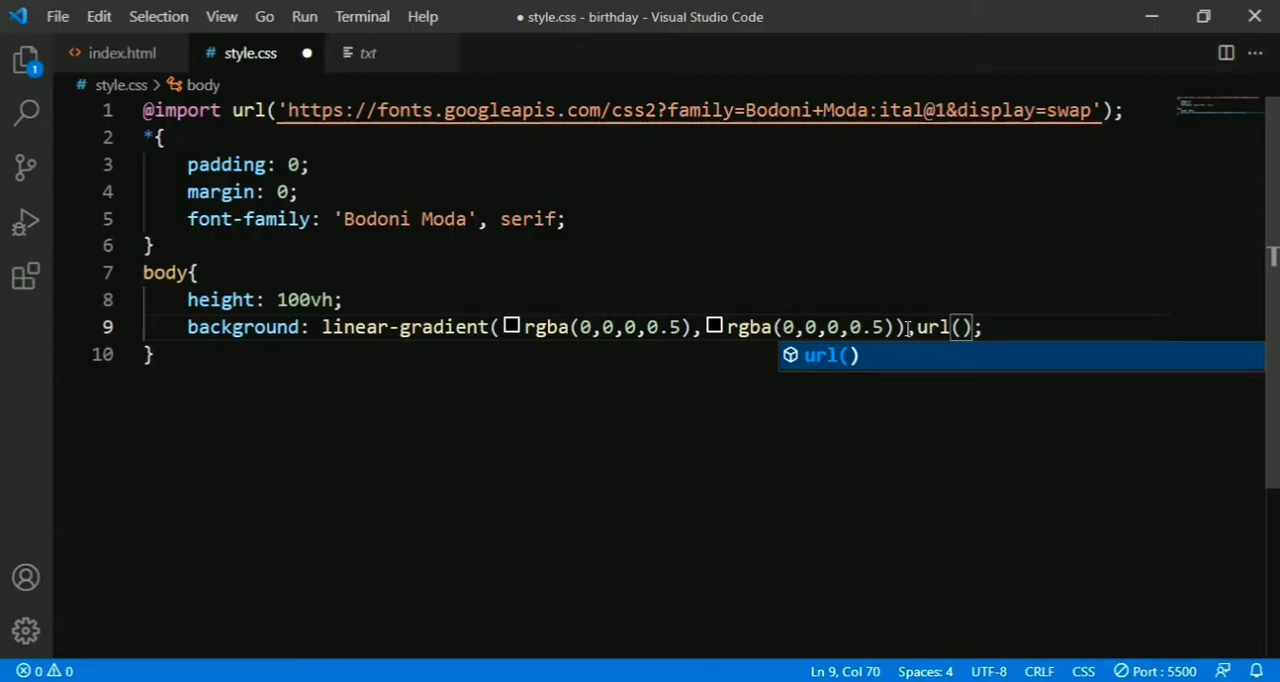 File Edit Selection View Go Run Terminal Help ● style.css - birthday - Visual Studio Code
<> index.html # style.css ● txt
# style.css > body
1 @import url('https://fonts.googleapis.com/css2?family=Bodoni+Moda:ital@1&display=swap');
2 *{
3 padding: 0;
4 margin: 0;
5 font-family: 'Bodoni Moda', serif;
6 }
7 body{
8 height: 100vh;
9 background: linear-gradient(rgba(0,0,0,0.5),rgba(0,0,0,0.5)),url();
url()
10 }
1
0 0 Ln 9, Col 70 Spaces: 4 UTF-8 CRLF CSS Port : 5500